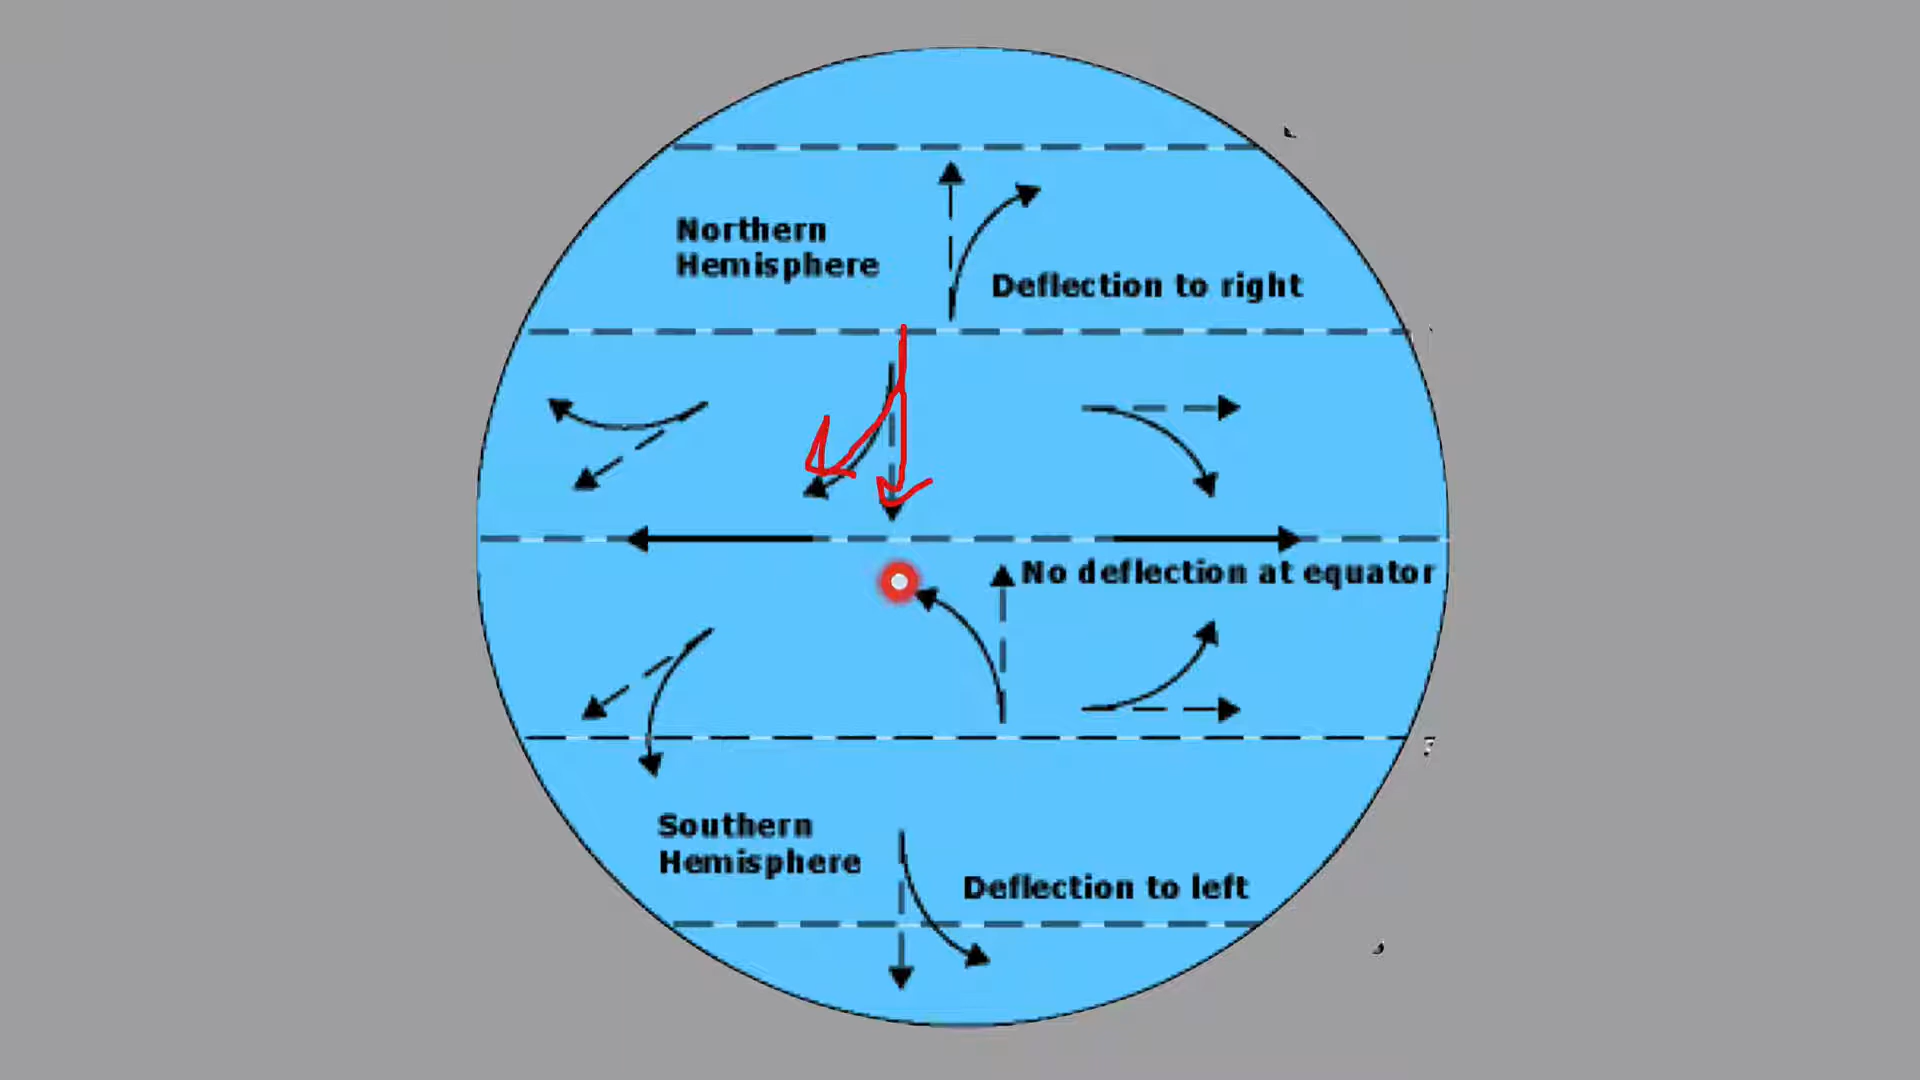 Northern
Hemisphere
Deflection to right
No deflection at equator
Southern
Hemisphere
Deflection to left